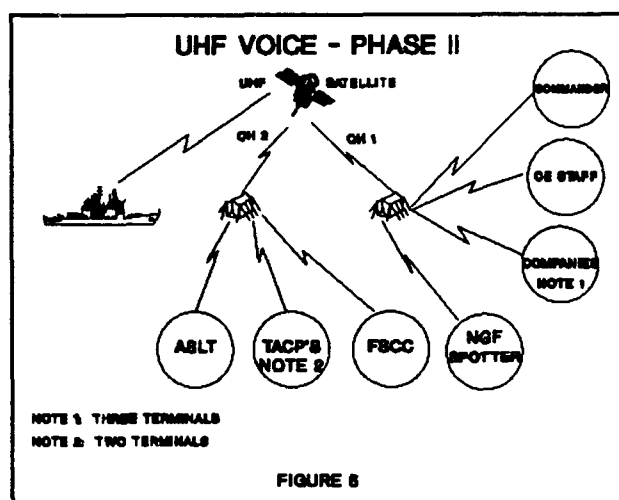 UHF VOICE - PHASE II
UHF SATELLITE
CH 2
CH 1
COMMANDER
CE STAFF
COMPANIES
NOTE 1
ASLT
TACP'S
NOTE 2
FSCC
NGF
SPOTTER
NOTE 1: THREE TERMINALS
NOTE 2: TWO TERMINALS
FIGURE 5